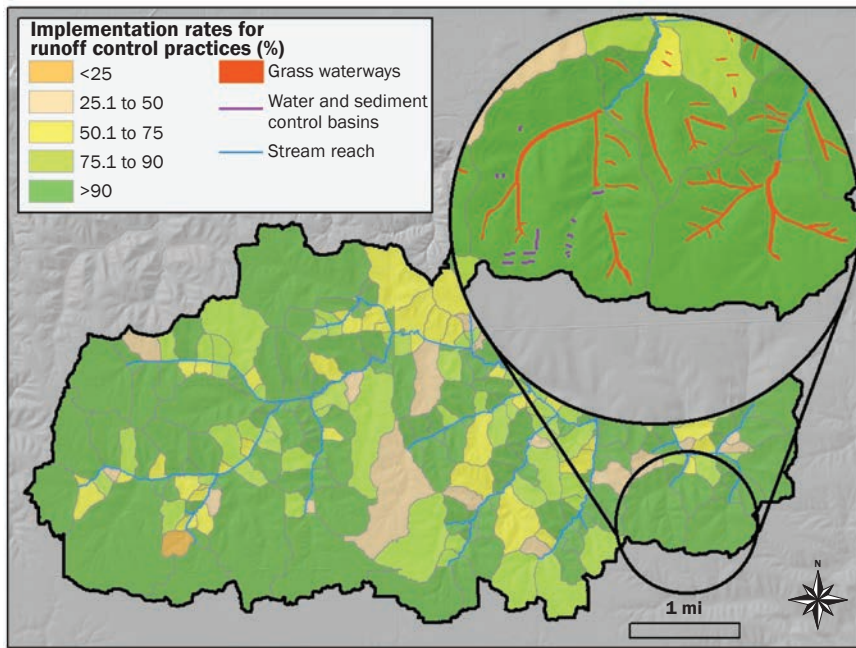 Implementation rates for
runoff control practices (%)
<25
25.1 to 50
50.1 to 75
75.1 to 90
>90
Grass waterways
Water and sediment
control basins
Stream reach
N
1 mi